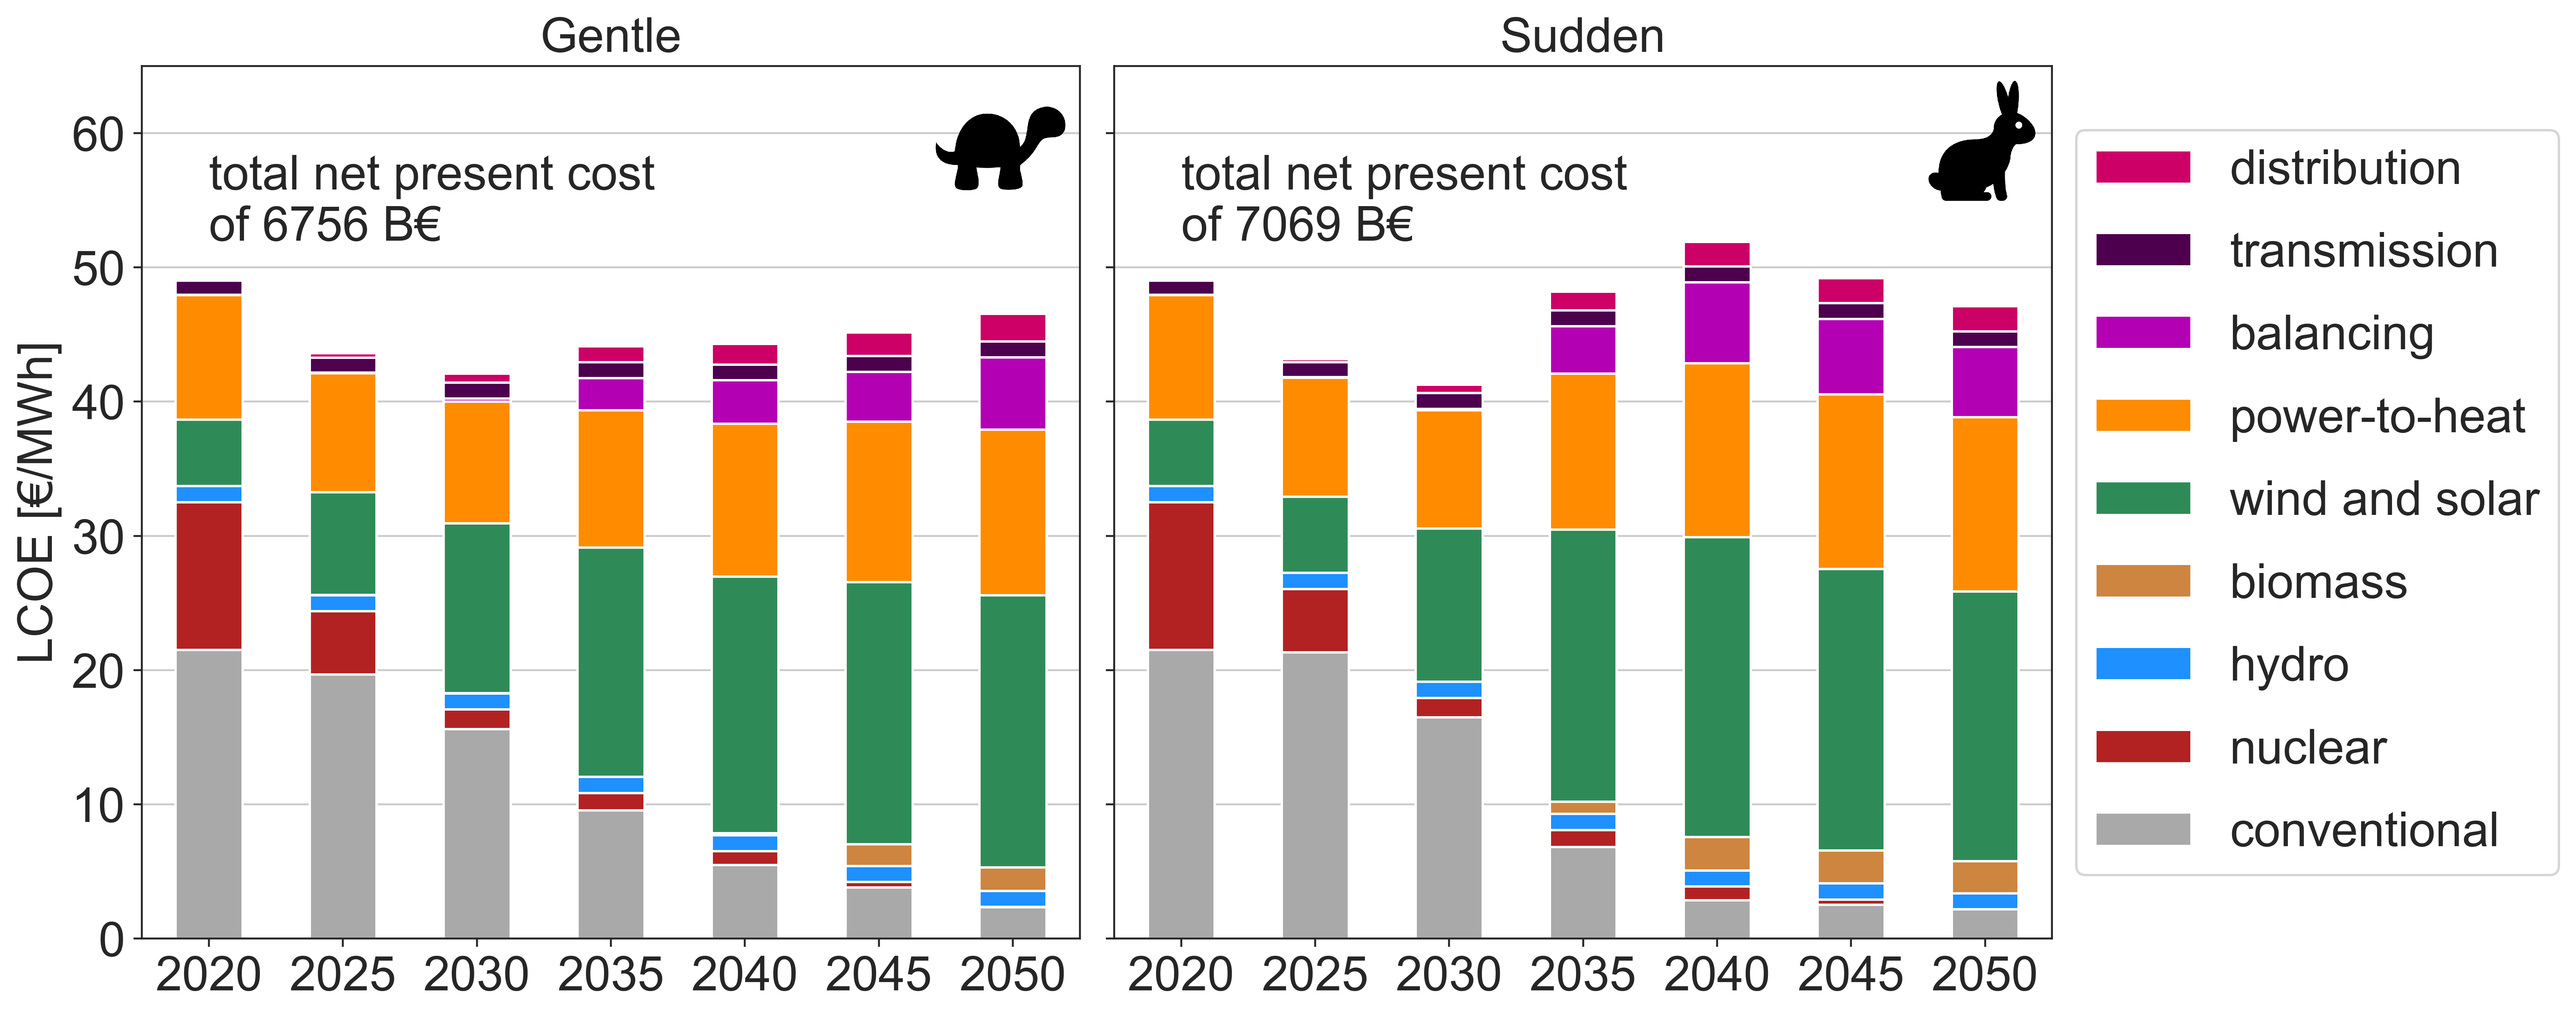 Gentle
Sudden
total net present cost
of 6756 B€
total net present cost
of 7069 B€
LCOE [€/MWh]
60
50
40
30
20
10
0
2020 2025 2030 2035 2040 2045 2050
2020 2025 2030 2035 2040 2045 2050
distribution
transmission
balancing
power-to-heat
wind and solar
biomass
hydro
nuclear
conventional